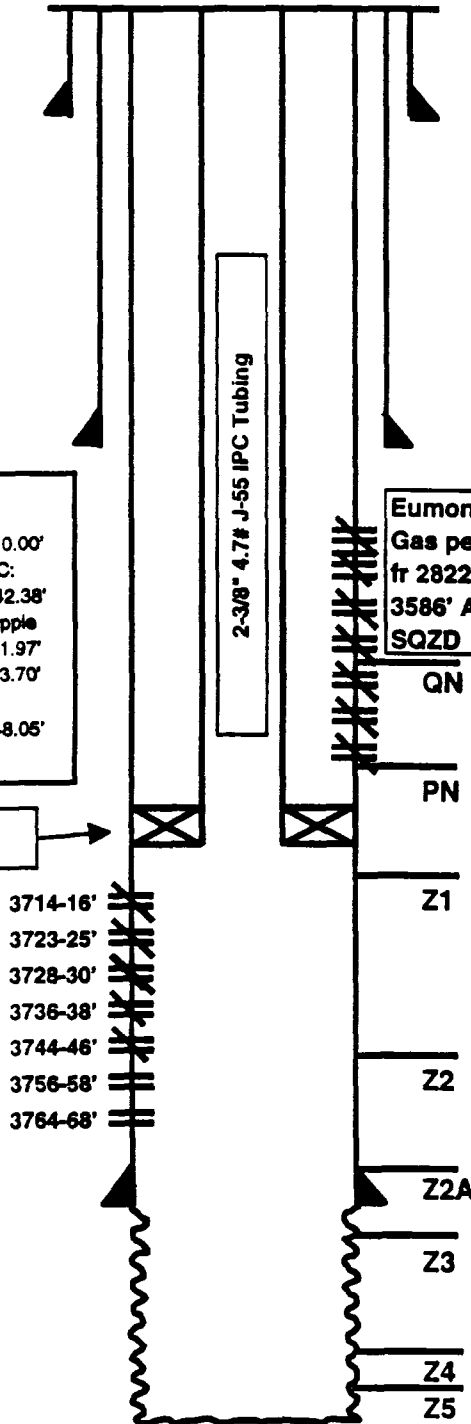 2-3/8" 4.7# J-55 IPC Tubing
0.00'
C:
42.38'
1.97'
3.70'
8.05'
Eumon
Gas pe
fr 2822
3586' A
SQZD
QN
PN
Z1
3714-16'
3723-25'
3728-30'
3736-38'
3744-46'
3756-58'
3764-68'
Z2
Z2A
Z3
Z4
Z5